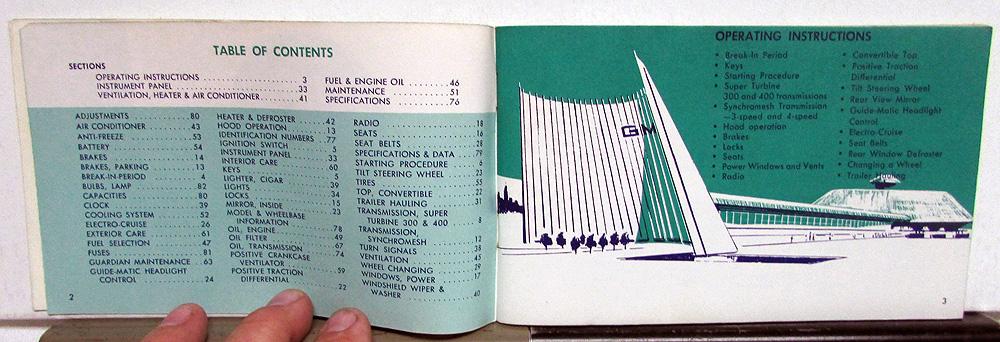 TABLE OF CONTENTS
SECTIONS
OPERATING INSTRUCTIONS . . . . . . . . . . . . . . 3
INSTRUMENT PANEL . . . . . . . . . . . . . . . . . . 33
VENTILATION, HEATER & AIR CONDITIONER . . . . 41
FUEL & ENGINE OIL . . . . . . . . 46
MAINTENANCE . . . . . . . . . . . 51
SPECIFICATIONS . . . . . . . . . . 76
ADJUSTMENTS . . . . . . . . . . . 80
AIR CONDITIONER . . . . . . . . 43
ANTI-FREEZE . . . . . . . . . . . 53
BATTERY . . . . . . . . . . . . . 54
BRAKES . . . . . . . . . . . . . . 14
BRAKES, PARKING . . . . . . . . 13
BREAK-IN-PERIOD . . . . . . . . . 4
BULBS, LAMP . . . . . . . . . . . 82
CAPACITIES . . . . . . . . . . . . 80
CLOCK . . . . . . . . . . . . . . 39
COOLING SYSTEM . . . . . . . . 52
ELECTRO-CRUISE . . . . . . . . . 26
EXTERIOR CARE . . . . . . . . . 61
FUEL SELECTION . . . . . . . . . 47
FUSES . . . . . . . . . . . . . . . 81
GUARDIAN MAINTENANCE . . 63
GUIDE-MATIC HEADLIGHT
CONTROL . . . . . . . . . . . . 24
HEATER & DEFROSTER . . . . . . 42
HOOD OPERATION . . . . . . . . 13
IDENTIFICATION NUMBERS . . . 77
IGNITION SWITCH . . . . . . . . . 5
INSTRUMENT PANEL . . . . . . . 33
INTERIOR CARE . . . . . . . . . . 60
KEYS . . . . . . . . . . . . . . . . 4
LIGHTER, CIGAR . . . . . . . . . . 5
LIGHTS . . . . . . . . . . . . . . 39
LOCKS . . . . . . . . . . . . . . . 34
MIRROR, INSIDE . . . . . . . . . 15
MODEL & WHEELBASE . . . . . . 23
INFORMATION
OIL, ENGINE . . . . . . . . . . . 78
OIL FILTER . . . . . . . . . . . . 49
OIL, TRANSMISSION . . . . . . . 67
POSITIVE CRANKCASE . . . . . . 74
VENTILATOR
POSITIVE TRACTION . . . . . . . 59
DIFFERENTIAL . . . . . . . . . . 22
RADIO . . . . . . . . . . . . . . . 18
SEATS . . . . . . . . . . . . . . . 16
SEAT BELTS . . . . . . . . . . . . 28
SPECIFICATIONS & DATA . . . . 79
STARTING PROCEDURE . . . . . . 6
TILT STEERING WHEEL . . . . . . 23
TIRES . . . . . . . . . . . . . . . 55
TOP, CONVERTIBLE . . . . . . . . 22
TRAILER HAULING . . . . . . . . 31
TRANSMISSION, SUPER
TURBINE 300 & 400 . . . . . . 8
TRANSMISSION,
SYNCHROMESH . . . . . . . . 12
TURN SIGNALS . . . . . . . . . . 38
VENTILATION . . . . . . . . . . . 45
WHEEL CHANGING . . . . . . . . 29
WINDOWS, POWER . . . . . . . . 17
WINDSHIELD WIPER &
WASHER . . . . . . . . . . . . 40
2
OPERATING INSTRUCTIONS
• Break-In Period
• Keys
• Starting Procedure
• Super Turbine
300 and 400 transmissions
• Synchromesh Transmission
—3-speed and 4-speed
• Hood operation
• Brakes
• Locks
• Seats
• Power Windows and Vents
• Radio
• Convertible Top
• Positive Traction
Differential
• Tilt Steering Wheel
• Rear View Mirror
• Guide-Matic Headlight
Control
• Electro-Cruise
• Seat Belts
• Rear Window Defroster
• Changing a Wheel
• Trailer Hauling
GM
3